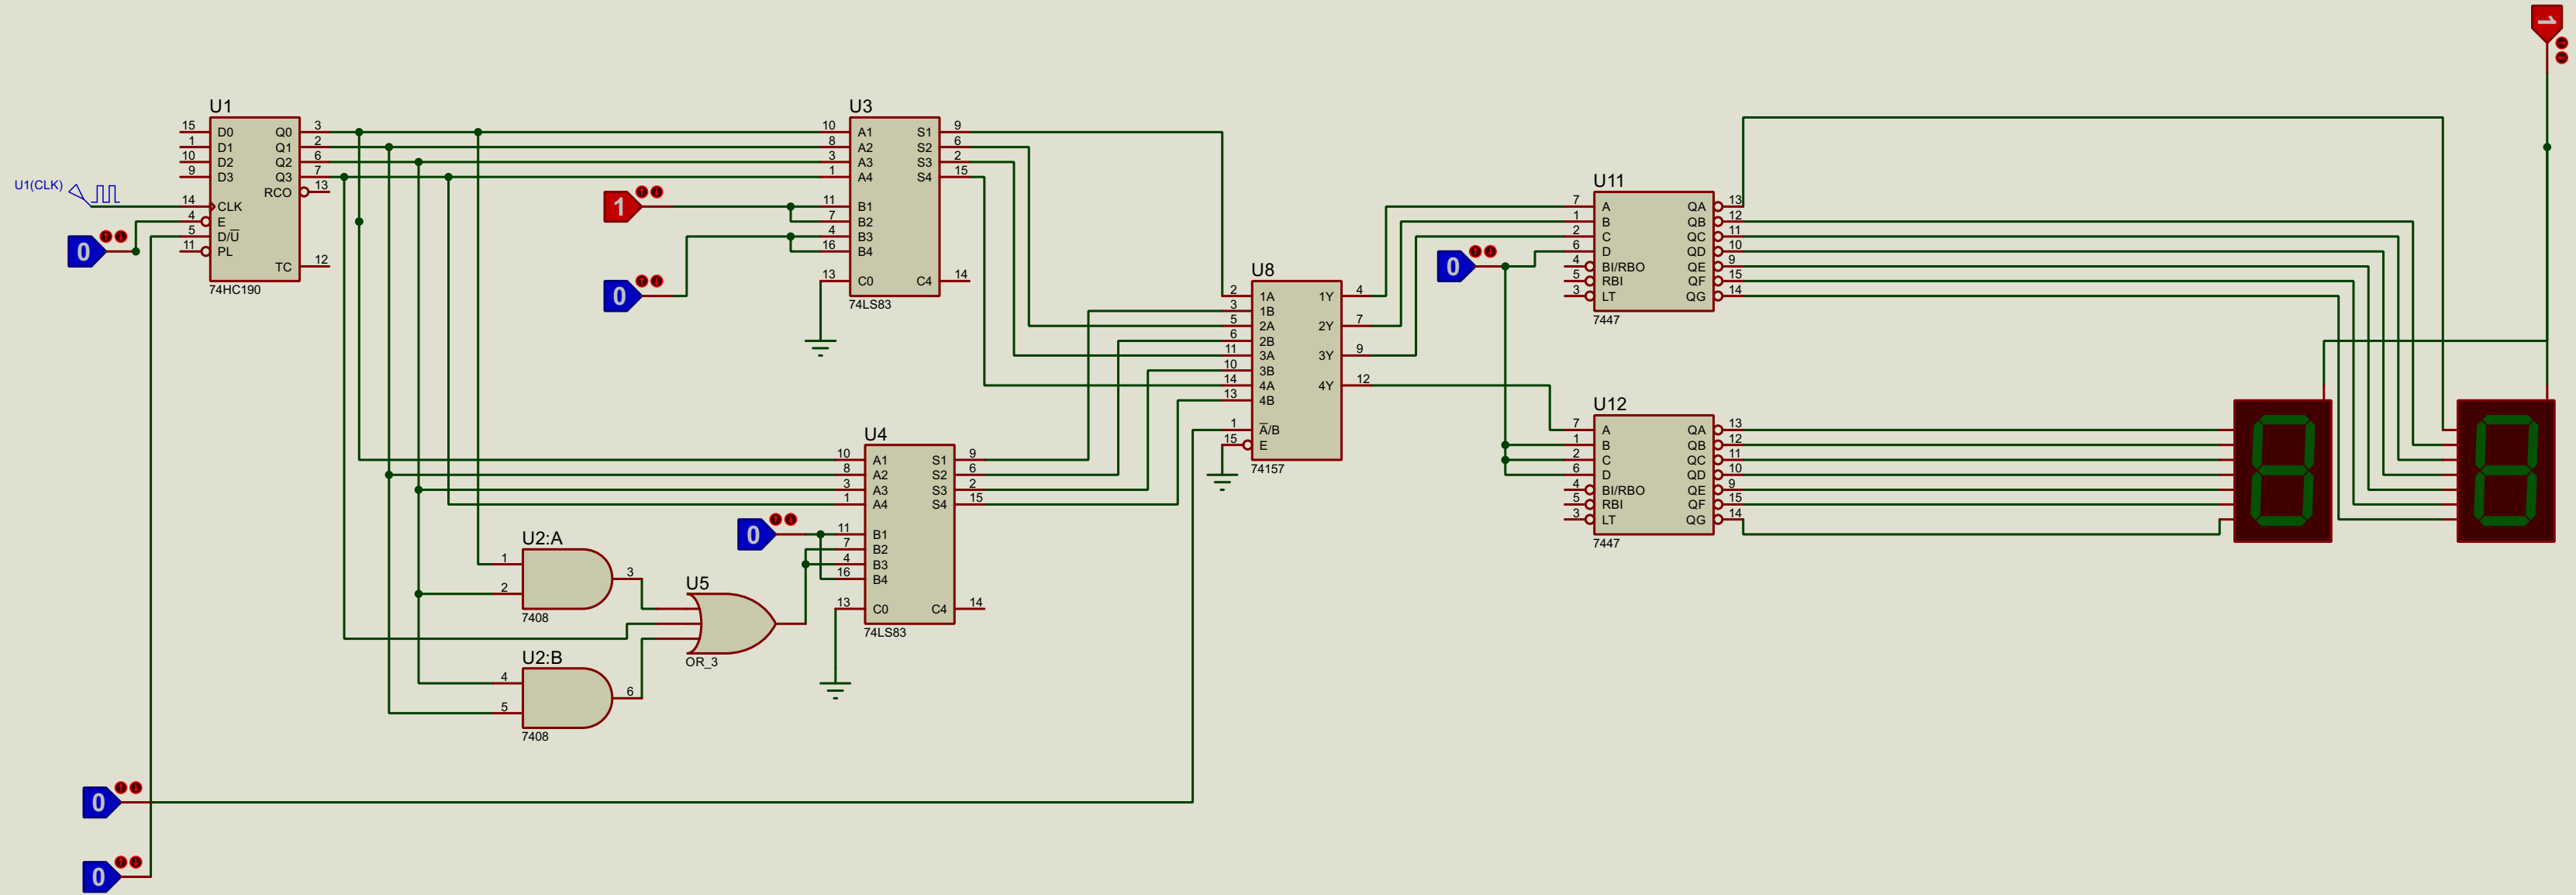 1
U1
15 D0 Q0 3
1 D1 Q1 2
10 D2 Q2 6
9 D3 Q3 7
RCO 13
U1(CLK)
14 CLK
4 E
5 D/U
11 PL
TC 12
74HC190
0
U3
10 A1 S1 9
8 A2 S2 6
3 A3 S3 2
1 A4 S4 15
1
11 B1
7 B2
4 B3
16 B4
13 C0 C4 14
74LS83
0
U8
2 1A 1Y 4
3 1B
5 2A 2Y 7
6 2B
11 3A 3Y 9
10 3B
14 4A 4Y 12
13 4B
1 A/B
15 E
74157
U11
7 A QA 13
1 B QB 12
2 C QC 11
6 D QD 10
4 BI/RBO QE 9
5 RBI QF 15
3 LT QG 14
7447
0
U12
7 A QA 13
1 B QB 12
2 C QC 11
6 D QD 10
4 BI/RBO QE 9
5 RBI QF 15
3 LT QG 14
7447
U4
10 A1 S1 9
8 A2 S2 6
3 A3 S3 2
1 A4 S4 15
0
11 B1
7 B2
4 B3
16 B4
13 C0 C4 14
74LS83
U2:A
1
2
3
7408
U5
OR_3
U2:B
4
5
6
7408
0
0